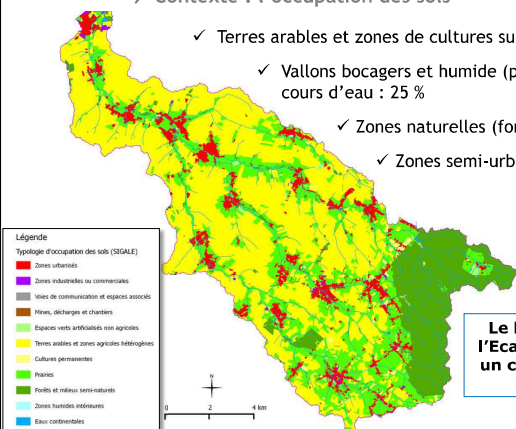 Contexte : l'occupation des sols
✓ Terres arables et zones de cultures su
✓ Vallons bocagers et humide (p
cours d'eau : 25 %
✓ Zones naturelles (for
✓ Zones semi-urb
Légende
Typologie d'occupation des sols (SIGALE)
Zones urbanisés
Zones industrielles ou commerciales
Voies de communication et espaces associés
Mines, décharges et chantiers
Espaces verts artificialisés non agricoles
Terres arables et zones agricoles hétérogènes
Cultures permanentes
Prairies
Forêts et milieux semi-naturels
Zones humides intérieures
Eaux continentales
N
0 2 4 km
Le
l'Eca
un c